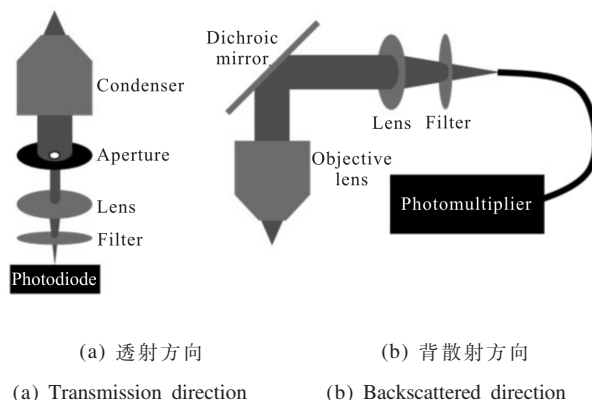 Condenser
Aperture
Lens
Filter
Photodiode
Dichroic
mirror
Lens
Filter
Objective
lens
Photomultiplier
(a) 透射方向
(b) 背散射方向
(a) Transmission direction
(b) Backscattered direction